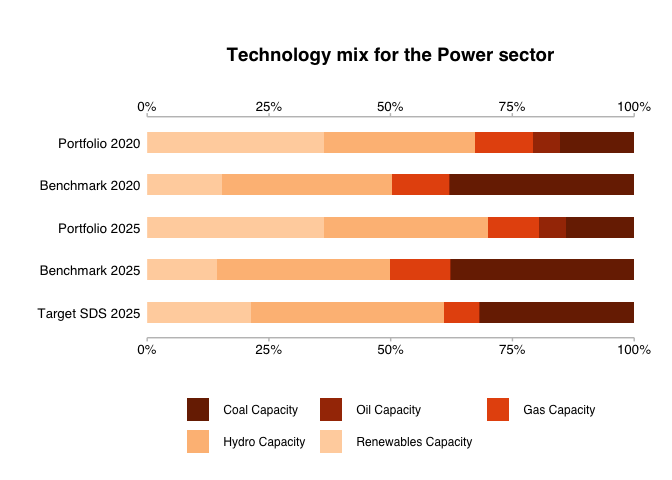 Technology mix for the Power sector
0% 25% 50% 75% 100%
Portfolio 2020
Benchmark 2020
Portfolio 2025
Benchmark 2025
Target SDS 2025
0% 25% 50% 75% 100%
Coal Capacity Oil Capacity Gas Capacity
Hydro Capacity Renewables Capacity